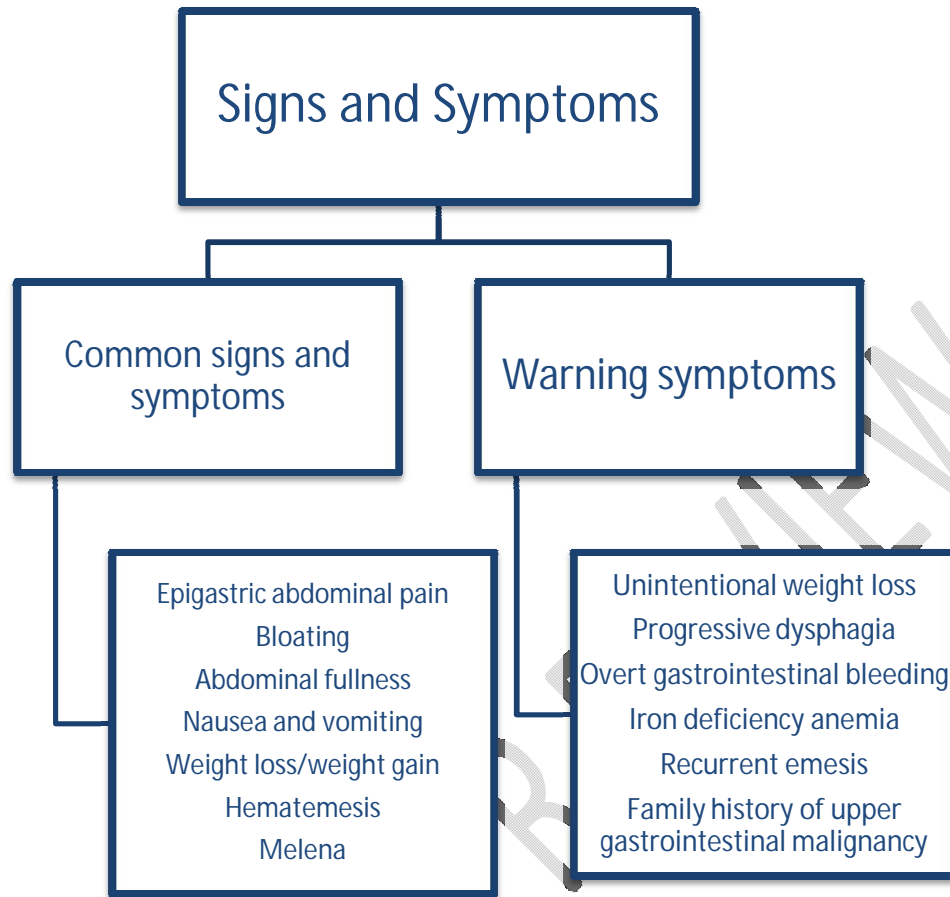 Signs and Symptoms
Common signs and
symptoms
Warning symptoms
Epigastric abdominal pain
Bloating
Abdominal fullness
Nausea and vomiting
Weight loss/weight gain
Hematemesis
Melena
Unintentional weight loss
Progressive dysphagia
Overt gastrointestinal bleeding
Iron deficiency anemia
Recurrent emesis
Family history of upper
gastrointestinal malignancy